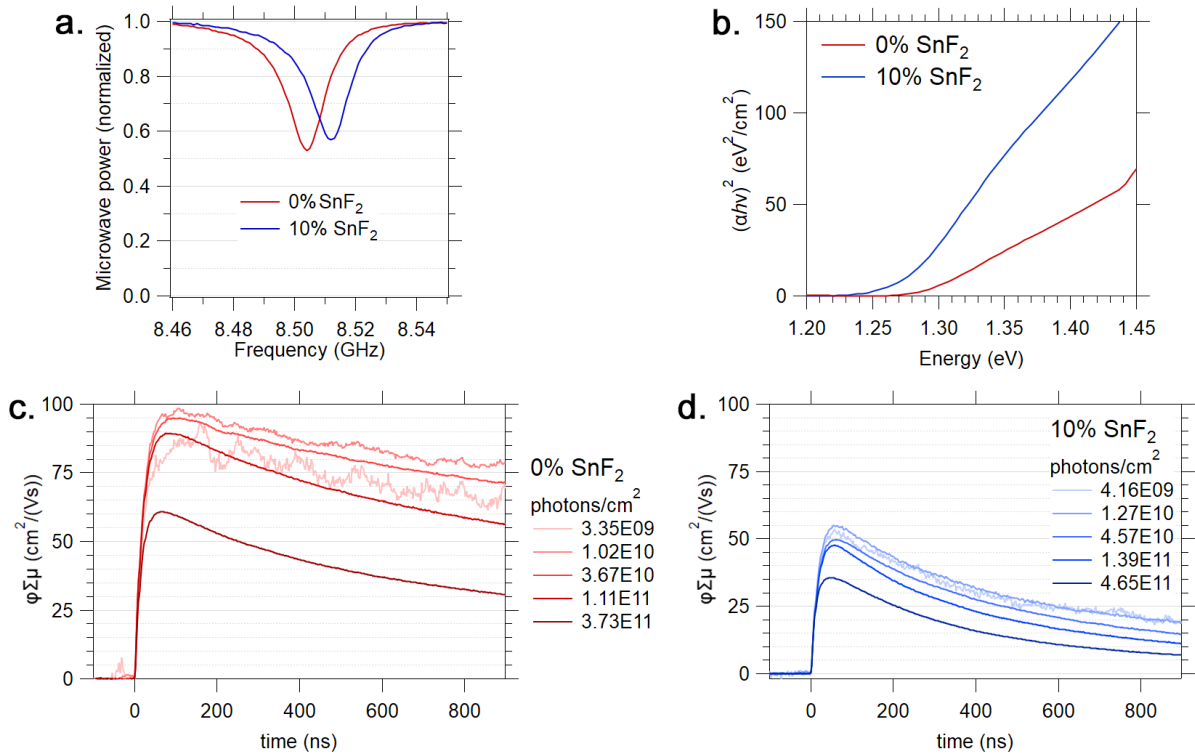 a.
Microwave power (normalized)
1.0
0.8
0.6
0.4
0.2
0.0
0% SnF2
10% SnF2
8.46 8.48 8.50 8.52 8.54
Frequency (GHz)
b.
(αhν)2 (eV2/cm2)
150
100
50
0
0% SnF2
10% SnF2
1.20 1.25 1.30 1.35 1.40 1.45
Energy (eV)
c.
φΣμ (cm2/(Vs))
100
75
50
25
0
0 200 400 600 800
time (ns)
0% SnF2
photons/cm2
3.35E09
1.02E10
3.67E10
1.11E11
3.73E11
d.
φΣμ (cm2/(Vs))
100
75
50
25
0
10% SnF2
photons/cm2
4.16E09
1.27E10
4.57E10
1.39E11
4.65E11
0 200 400 600 800
time (ns)